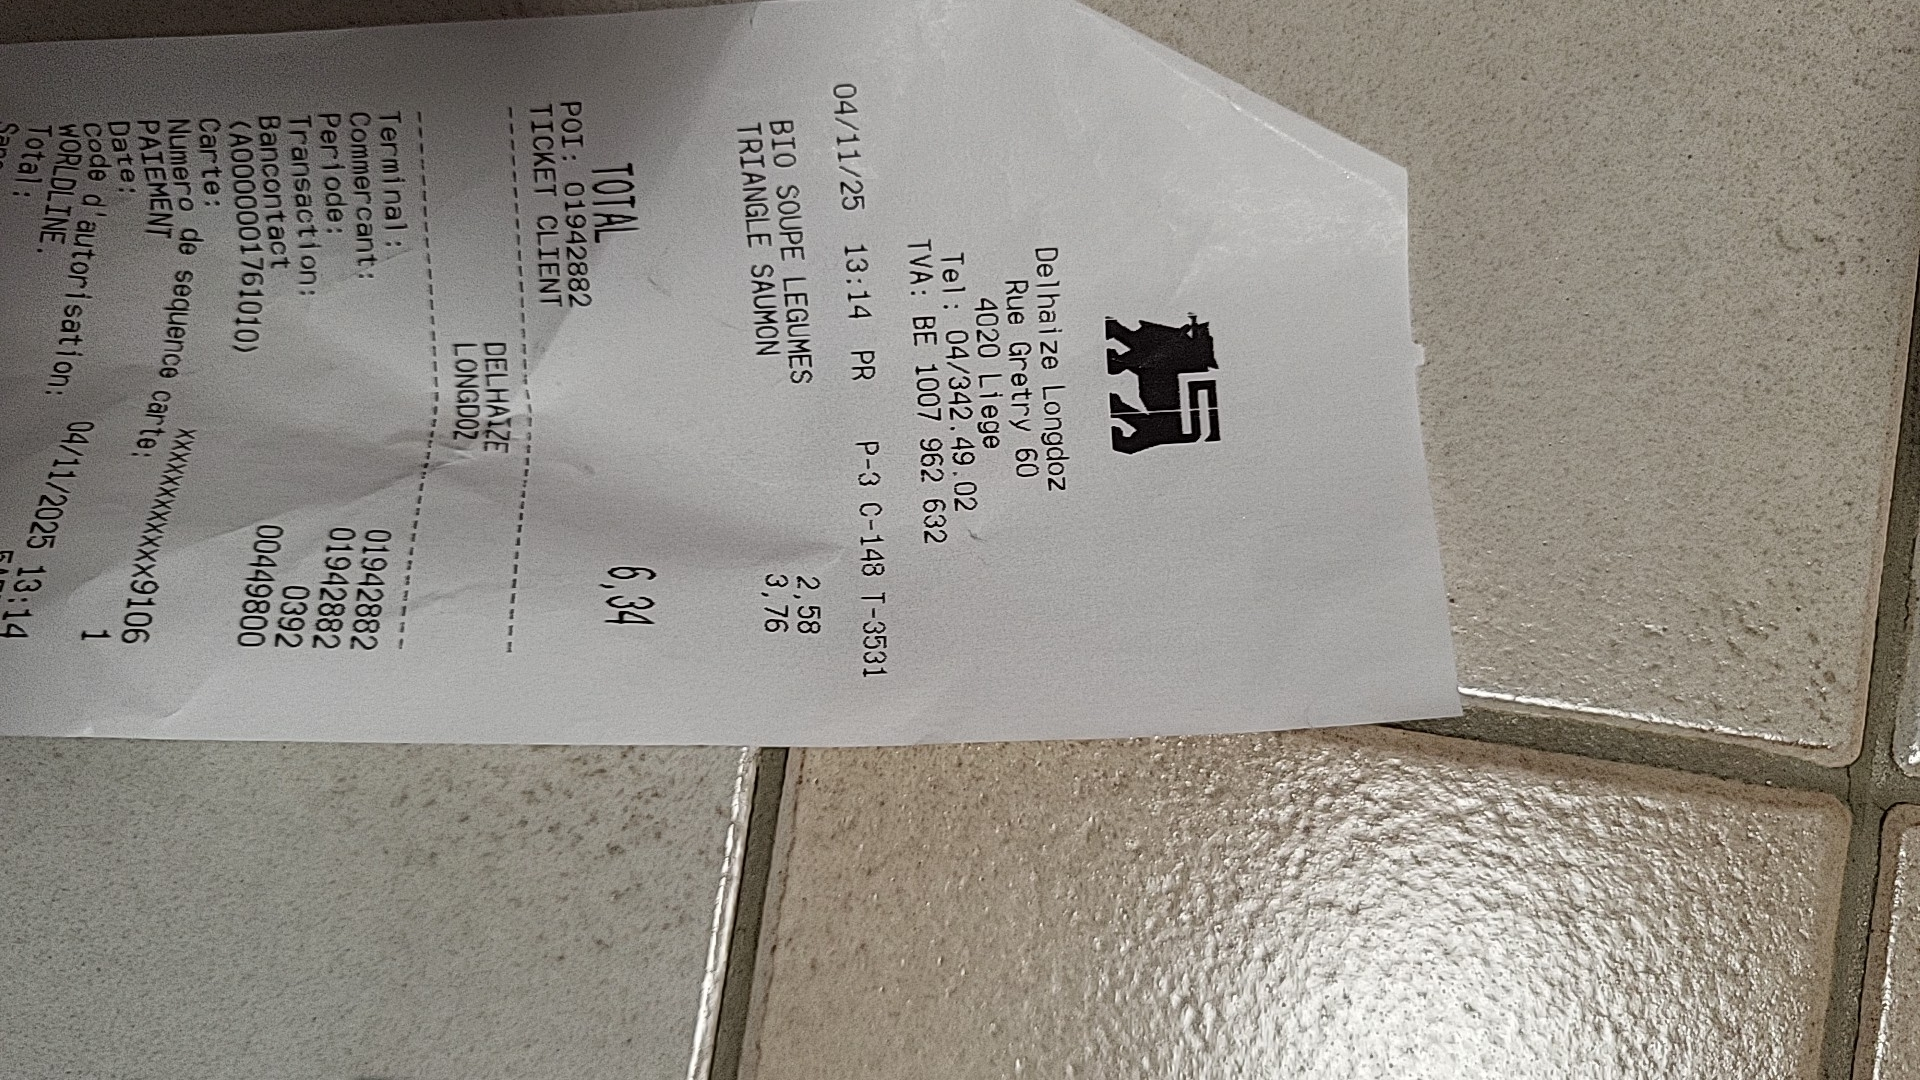 Delhaize Longdoz
Rue Gretry 60
4020 Liege
Tel: 04/342.49.02
TVA: BE 1007 962 632
04/11/25 13:14 PR P-3 C-148 T-3531
BIO SOUPE LEGUMES 2,58
TRIANGLE SAUMON 3,76
TOTAL 6,34
POI: 01942882
TICKET CLIENT
DELHAIZE
LONGDOZ
Terminal: 01942882
Commercant: 01942882
Periode: 0392
Transaction: 00449800
Bancontact
(A0000001761010)
Carte: xxxxxxxxxxxxx9106
Numero de sequence carte: 1
PAIEMENT
Date: 04/11/2025 13:14
Code d'autorisation:
WORLDLINE.
Total: